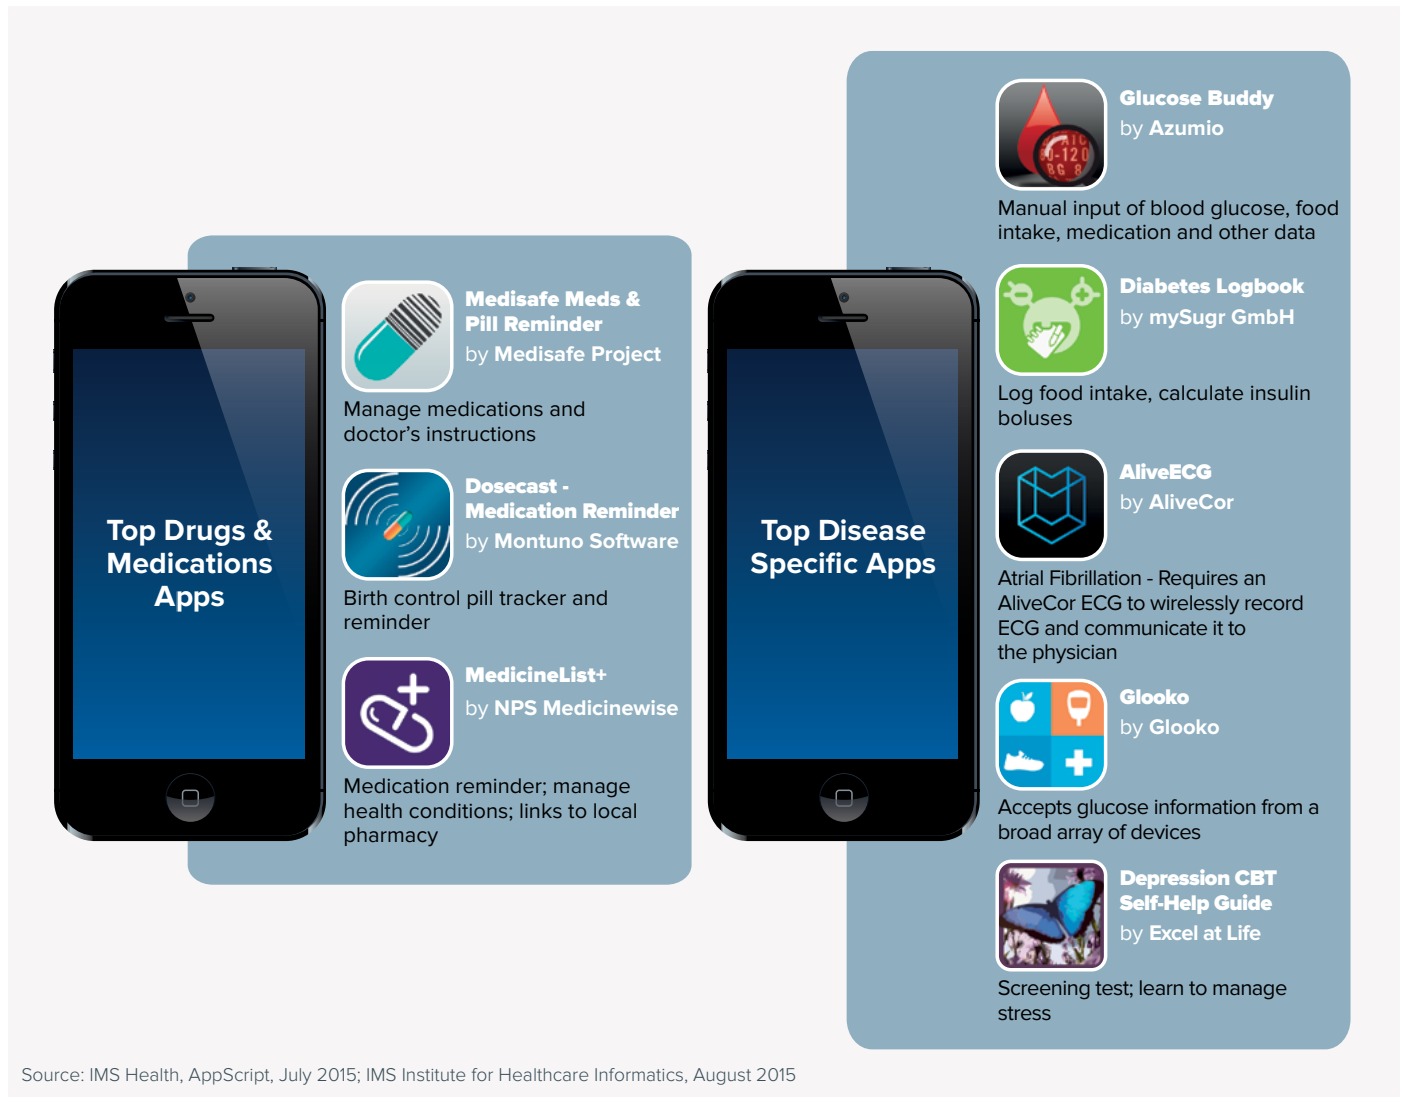 Top Drugs &
Medications
Apps
Medisafe Meds &
Pill Reminder
by Medisafe Project
Manage medications and
doctor’s instructions
Dosecast -
Medication Reminder
by Montuno Software
Birth control pill tracker and
reminder
MedicineList+
by NPS Medicinewise
Medication reminder; manage
health conditions; links to local
pharmacy
Top Disease
Specific Apps
Glucose Buddy
by Azumio
Manual input of blood glucose, food
intake, medication and other data
Diabetes Logbook
by mySugr GmbH
Log food intake, calculate insulin
boluses
AliveECG
by AliveCor
Atrial Fibrillation - Requires an
AliveCor ECG to wirelessly record
ECG and communicate it to
the physician
Glooko
by Glooko
Accepts glucose information from a
broad array of devices
Depression CBT
Self-Help Guide
by Excel at Life
Screening test; learn to manage
stress
Source: IMS Health, AppScript, July 2015; IMS Institute for Healthcare Informatics, August 2015